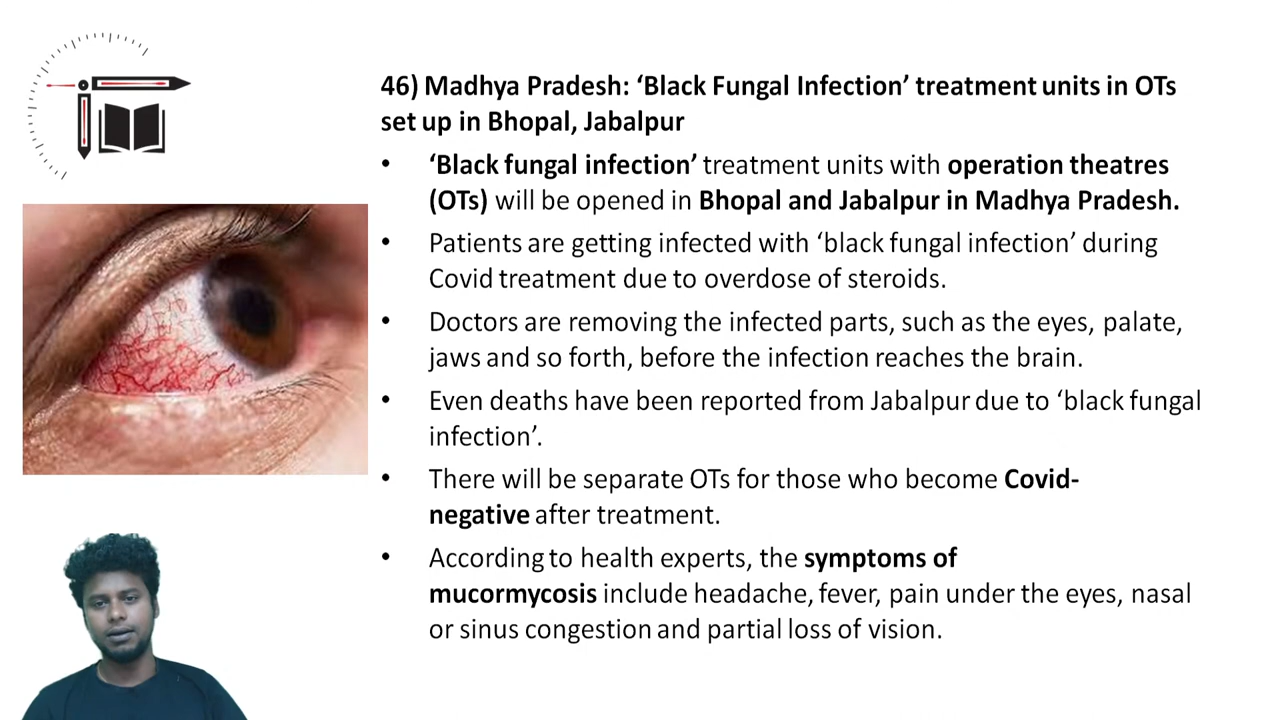 46) Madhya Pradesh: ‘Black Fungal Infection’ treatment units in OTs
set up in Bhopal, Jabalpur
• ‘Black fungal infection’ treatment units with operation theatres
(OTs) will be opened in Bhopal and Jabalpur in Madhya Pradesh.
• Patients are getting infected with ‘black fungal infection’ during
Covid treatment due to overdose of steroids.
• Doctors are removing the infected parts, such as the eyes, palate,
jaws and so forth, before the infection reaches the brain.
• Even deaths have been reported from Jabalpur due to ‘black fungal
infection’.
• There will be separate OTs for those who become Covid-
negative after treatment.
• According to health experts, the symptoms of
mucormycosis include headache, fever, pain under the eyes, nasal
or sinus congestion and partial loss of vision.